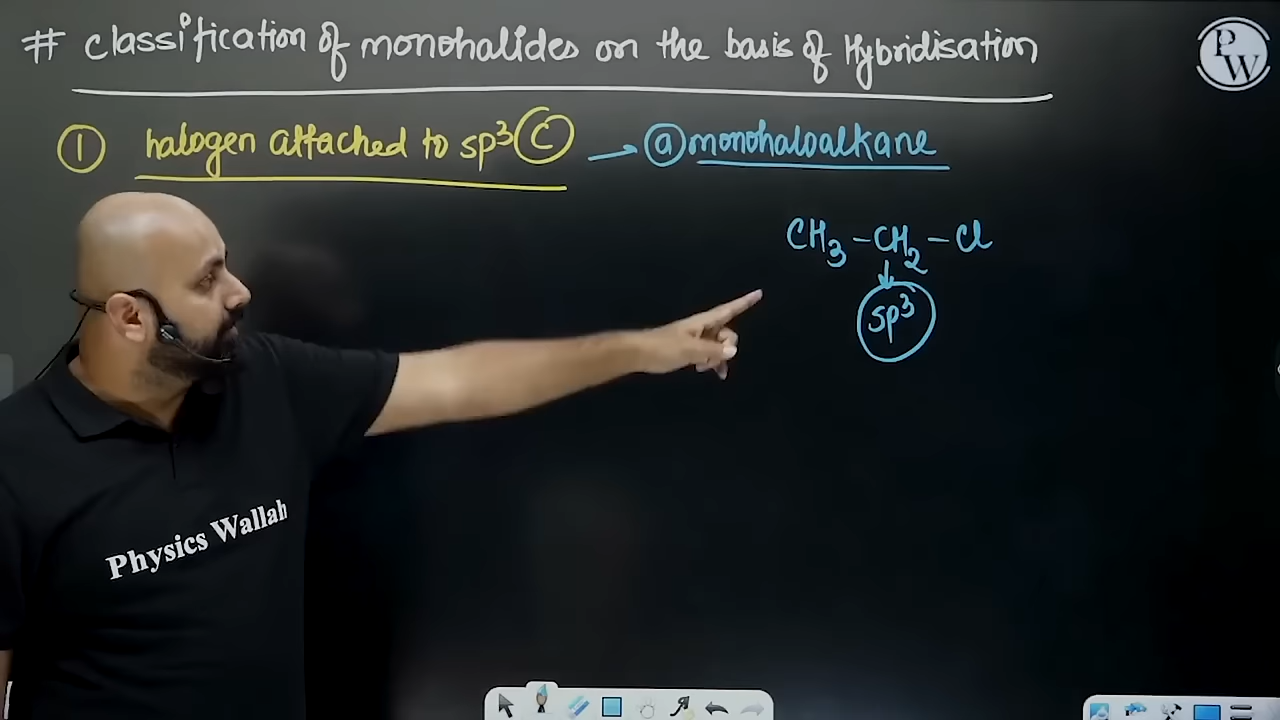 # Classification of monohalides on the basis of Hybridisation
PW
① halogen attached to sp³ C → ⓐ monohaloalkane
CH₃ – CH₂ – Cl
↓
sp³
Physics Wallah